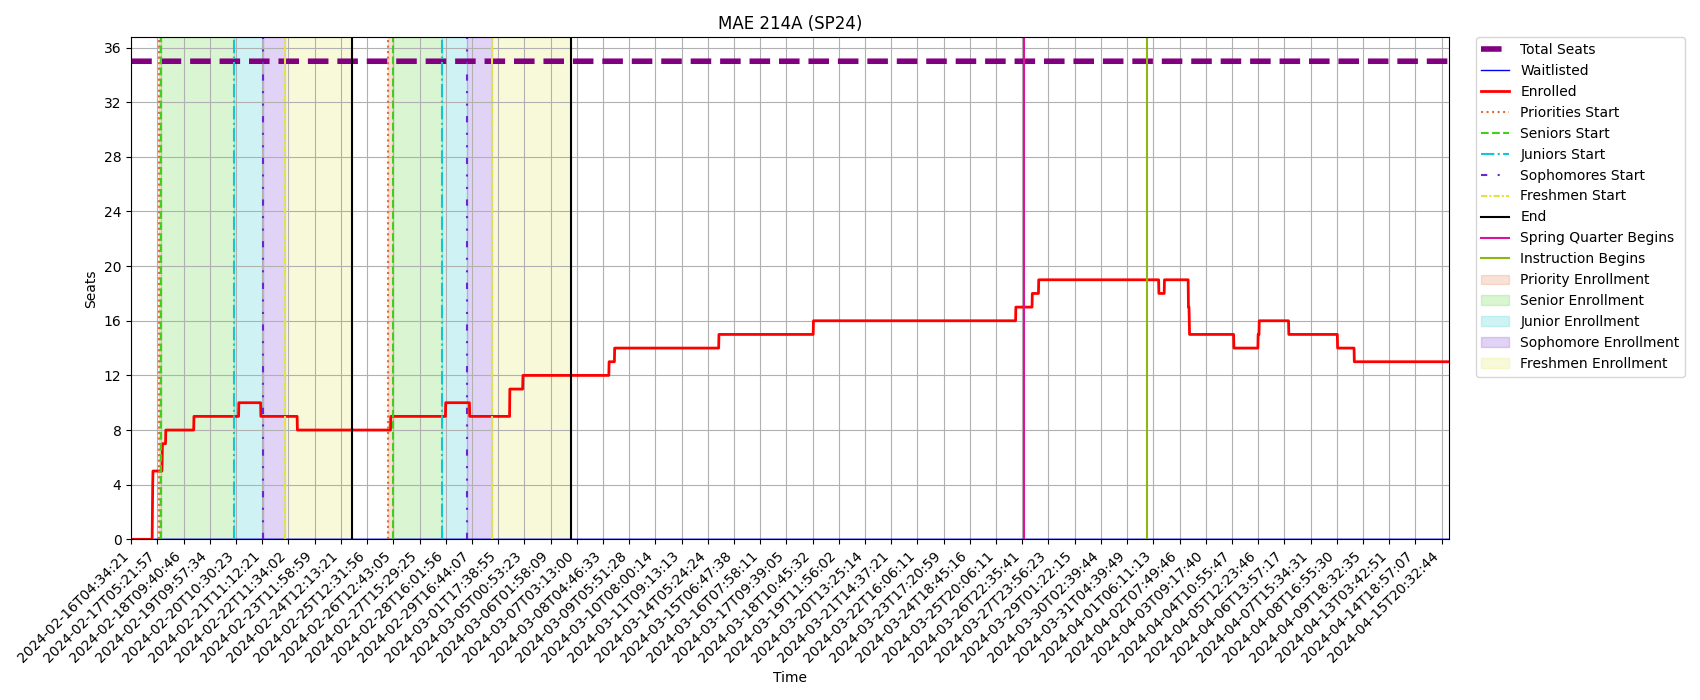 MAE 214A (SP24)
36
32
28
24
20
16
12
8
4
0
Seats
2024-02-16T04:34:21
2024-02-17T05:21:57
2024-02-18T09:40:46
2024-02-19T09:57:34
2024-02-20T10:30:23
2024-02-21T11:12:21
2024-02-22T11:34:02
2024-02-23T11:58:59
2024-02-24T12:13:21
2024-02-25T12:31:56
2024-02-26T12:43:05
2024-02-27T15:29:25
2024-02-28T16:01:56
2024-02-29T16:44:07
2024-03-01T17:38:55
2024-03-05T00:53:23
2024-03-06T01:58:09
2024-03-07T03:13:00
2024-03-08T04:46:33
2024-03-09T05:51:28
2024-03-10T08:00:14
2024-03-11T09:13:13
2024-03-14T05:24:24
2024-03-15T06:47:38
2024-03-16T07:58:11
2024-03-17T09:39:05
2024-03-18T10:45:32
2024-03-19T11:56:02
2024-03-20T13:25:14
2024-03-21T14:37:21
2024-03-22T16:06:11
2024-03-23T17:20:59
2024-03-24T18:45:16
2024-03-25T20:06:11
2024-03-26T22:35:41
2024-03-27T23:56:23
2024-03-29T01:22:15
2024-03-30T02:39:44
2024-03-31T04:39:49
2024-04-01T06:11:13
2024-04-02T07:49:46
2024-04-03T09:17:40
2024-04-04T10:55:47
2024-04-05T12:23:46
2024-04-06T13:57:17
2024-04-07T15:34:31
2024-04-08T16:55:30
2024-04-09T18:32:35
2024-04-13T03:42:51
2024-04-14T18:57:07
2024-04-15T20:32:44
Time
Total Seats
Waitlisted
Enrolled
Priorities Start
Seniors Start
Juniors Start
Sophomores Start
Freshmen Start
End
Spring Quarter Begins
Instruction Begins
Priority Enrollment
Senior Enrollment
Junior Enrollment
Sophomore Enrollment
Freshmen Enrollment